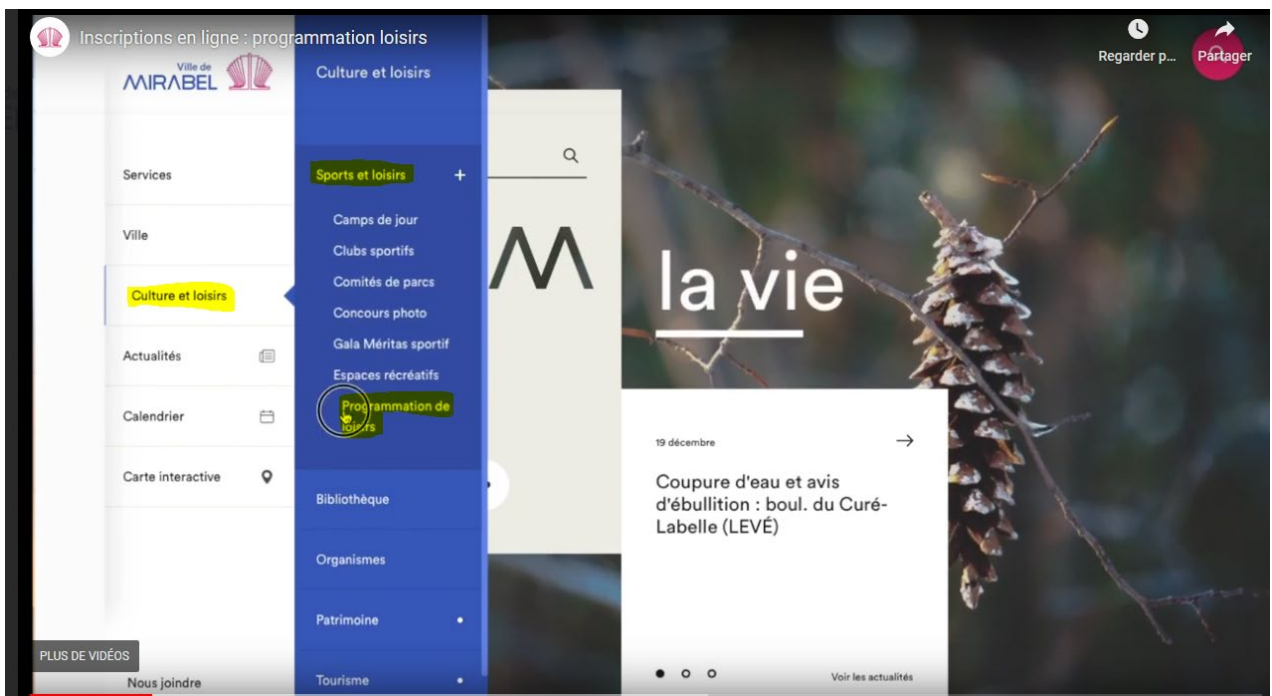 Inscriptions en ligne : programmation loisirs
Regarder p...
Partager
Ville de
MIRABEL
Services
Ville
Culture et loisirs
Actualités
Calendrier
Carte interactive
Nous joindre
PLUS DE VIDÉOS
Culture et loisirs
Sports et loisirs +
Camps de jour
Clubs sportifs
Comités de parcs
Concours photo
Gala Méritas sportif
Espaces récréatifs
Programmation de
loisirs
Bibliothèque
Organismes
Patrimoine
Tourisme
la vie
19 décembre
Coupure d'eau et avis
d'ébullition : boul. du Curé-
Labelle (LEVÉ)
Voir les actualités